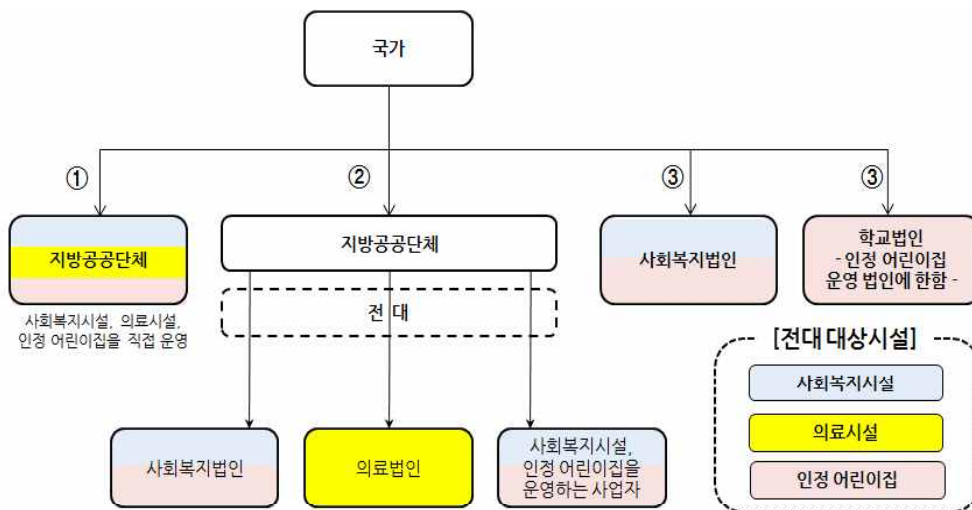 국가
①
②
③
③
지방공공단체
지방공공단체
사회복지법인
학교법인
- 인정 어린이집
운영 법인에 한함 -
사회복지시설, 의료시설,
인정 어린이집을 직접 운영
전 대
[전대 대상시설]
사회복지시설
의료시설
인정 어린이집
사회복지법인
의료법인
사회복지시설,
인정 어린이집을
운영하는 사업자